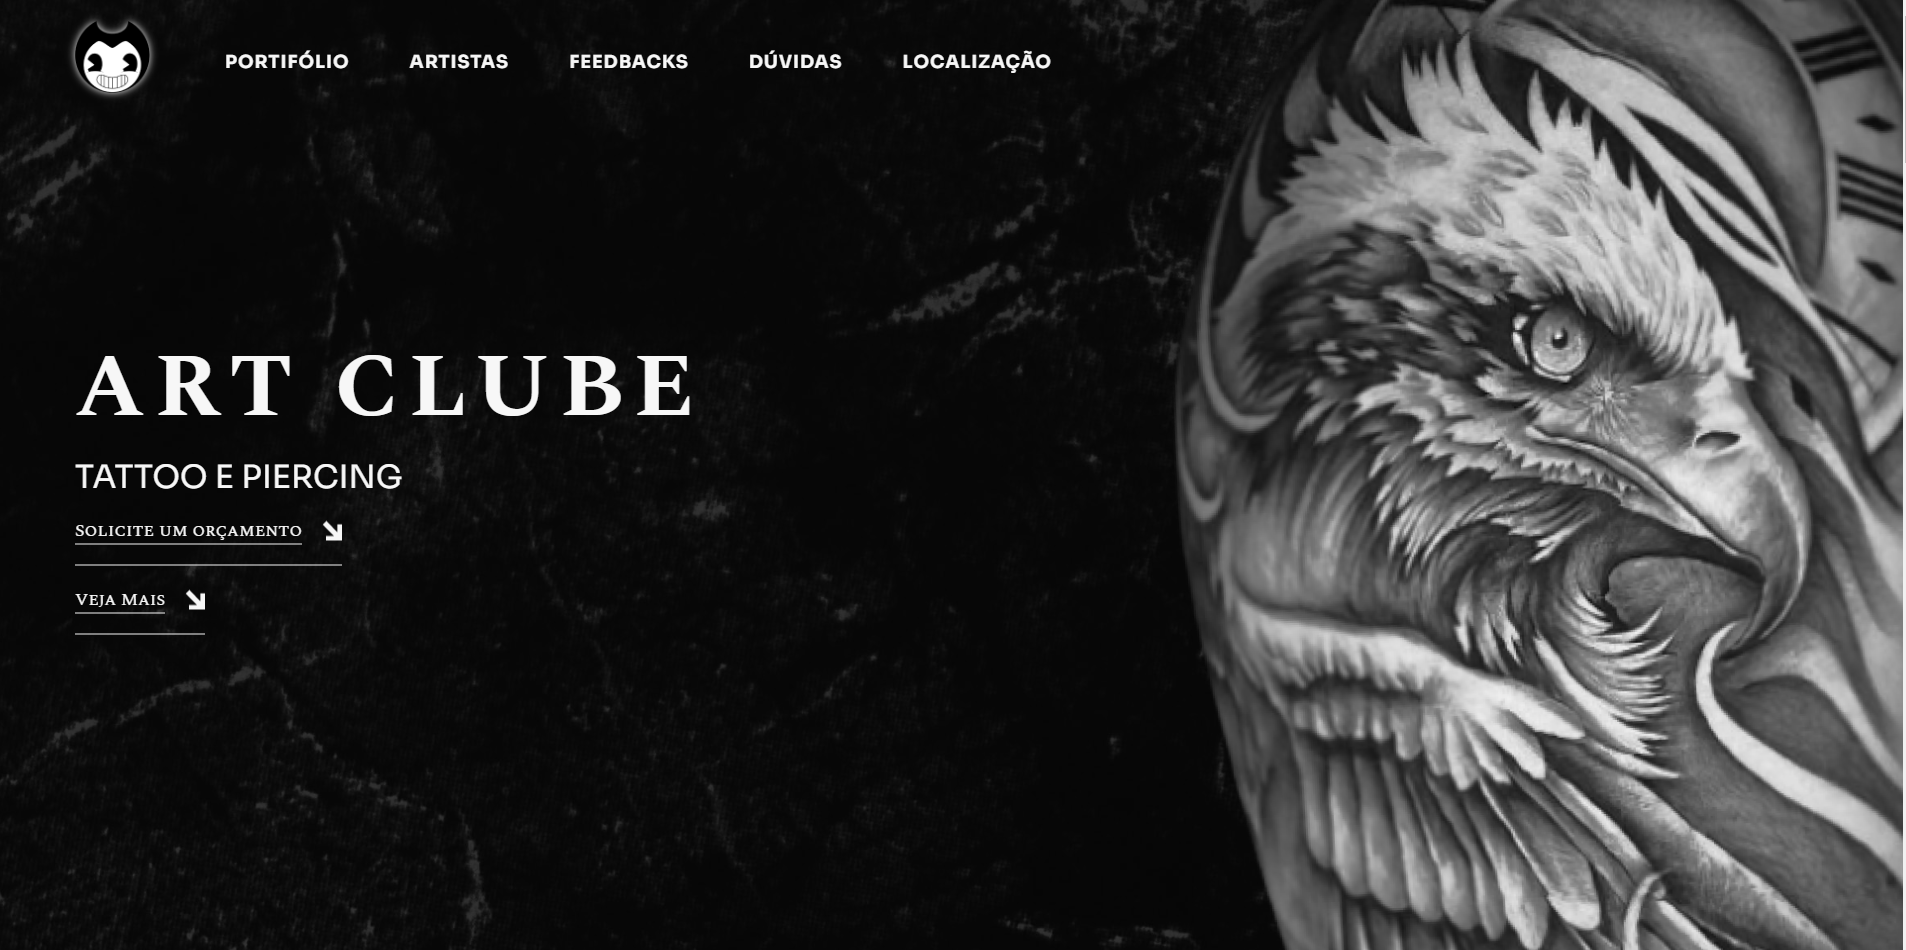 PORTIFÓLIO ARTISTAS FEEDBACKS DÚVIDAS LOCALIZAÇÃO
ART CLUBE
TATTOO E PIERCING
Solicite um orçamento
Veja Mais